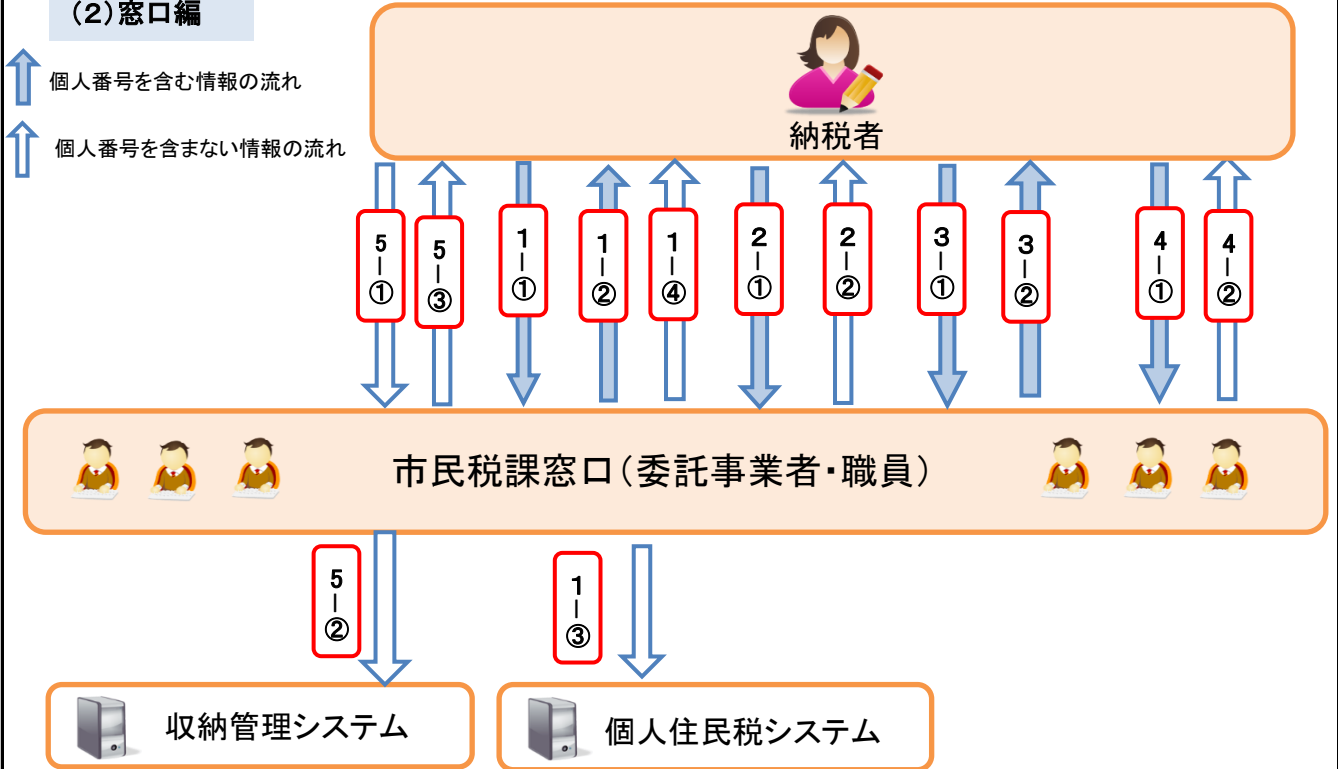 (2)窓口編
個人番号を含む情報の流れ
個人番号を含まない情報の流れ
納税者
5-①
5-③
1-①
1-②
1-④
2-①
2-②
3-①
3-②
4-①
4-②
市民税課窓口(委託事業者・職員)
5-②
1-③
収納管理システム
個人住民税システム